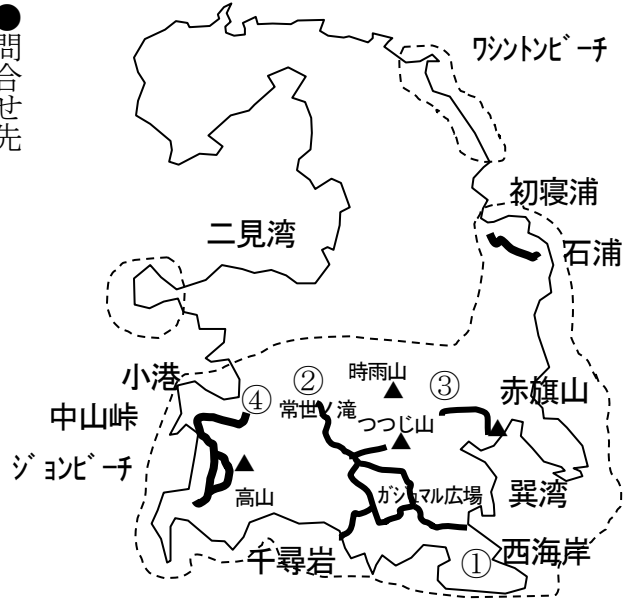 ●問合せ先
ワシントンビーチ
初寝浦
二見湾
石浦
小港
②
時雨山
③
赤旗山
④
常世ノ滝
中山峠
つつじ山
ジョンビーチ
高山
ガジュマル広場
巽湾
千尋岩
①
西海岸